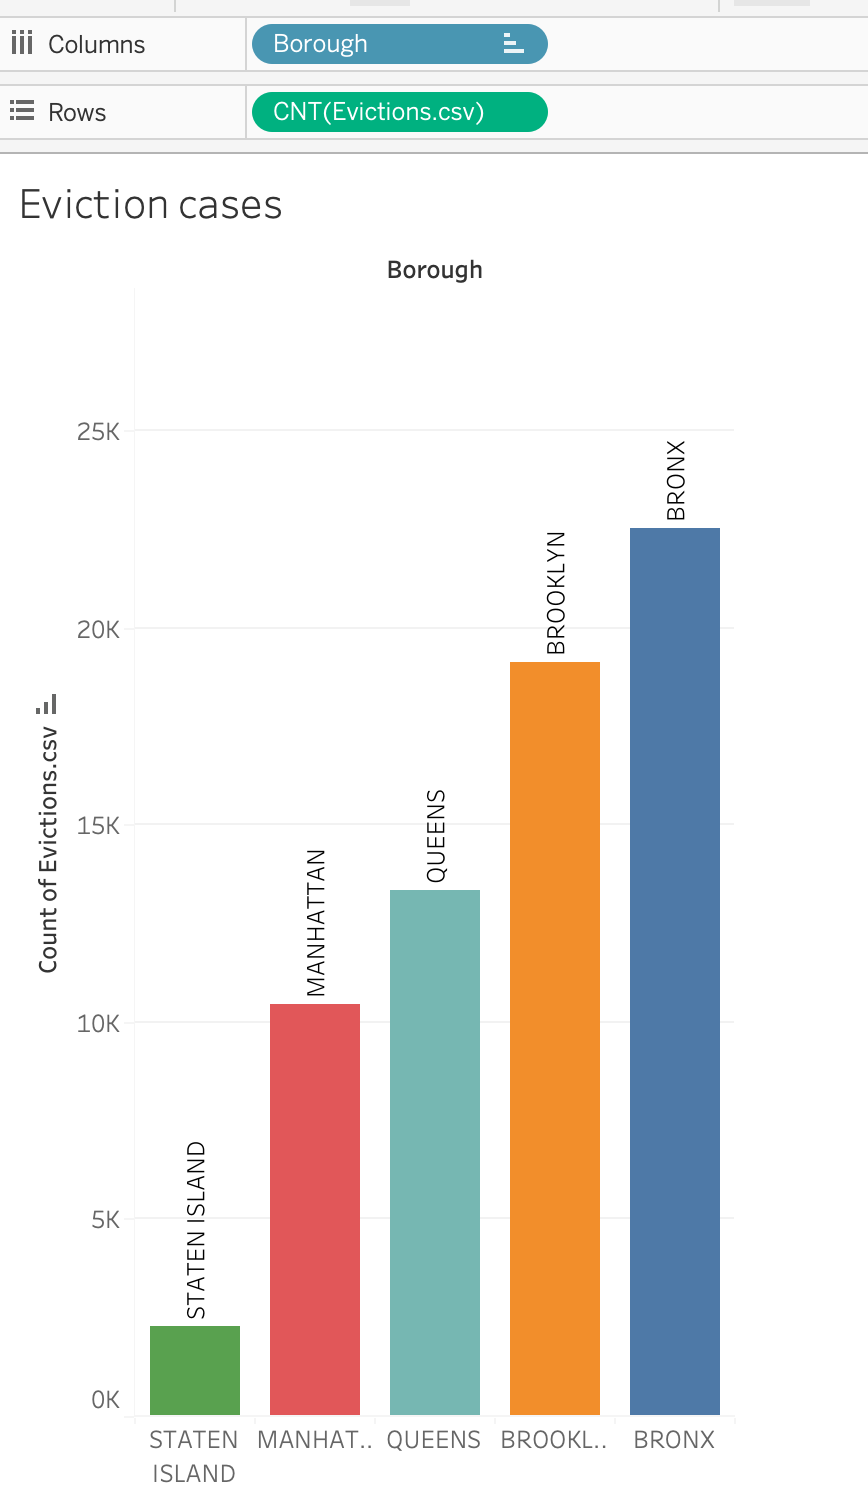 Columns
Borough
Rows
CNT(Evictions.csv)
Eviction cases
Borough
25K
20K
15K
10K
5K
0K
Count of Evictions.csv
STATEN ISLAND
MANHATTAN
QUEENS
BROOKLYN
BRONX
STATEN
ISLAND
MANHAT..
QUEENS
BROOKL..
BRONX